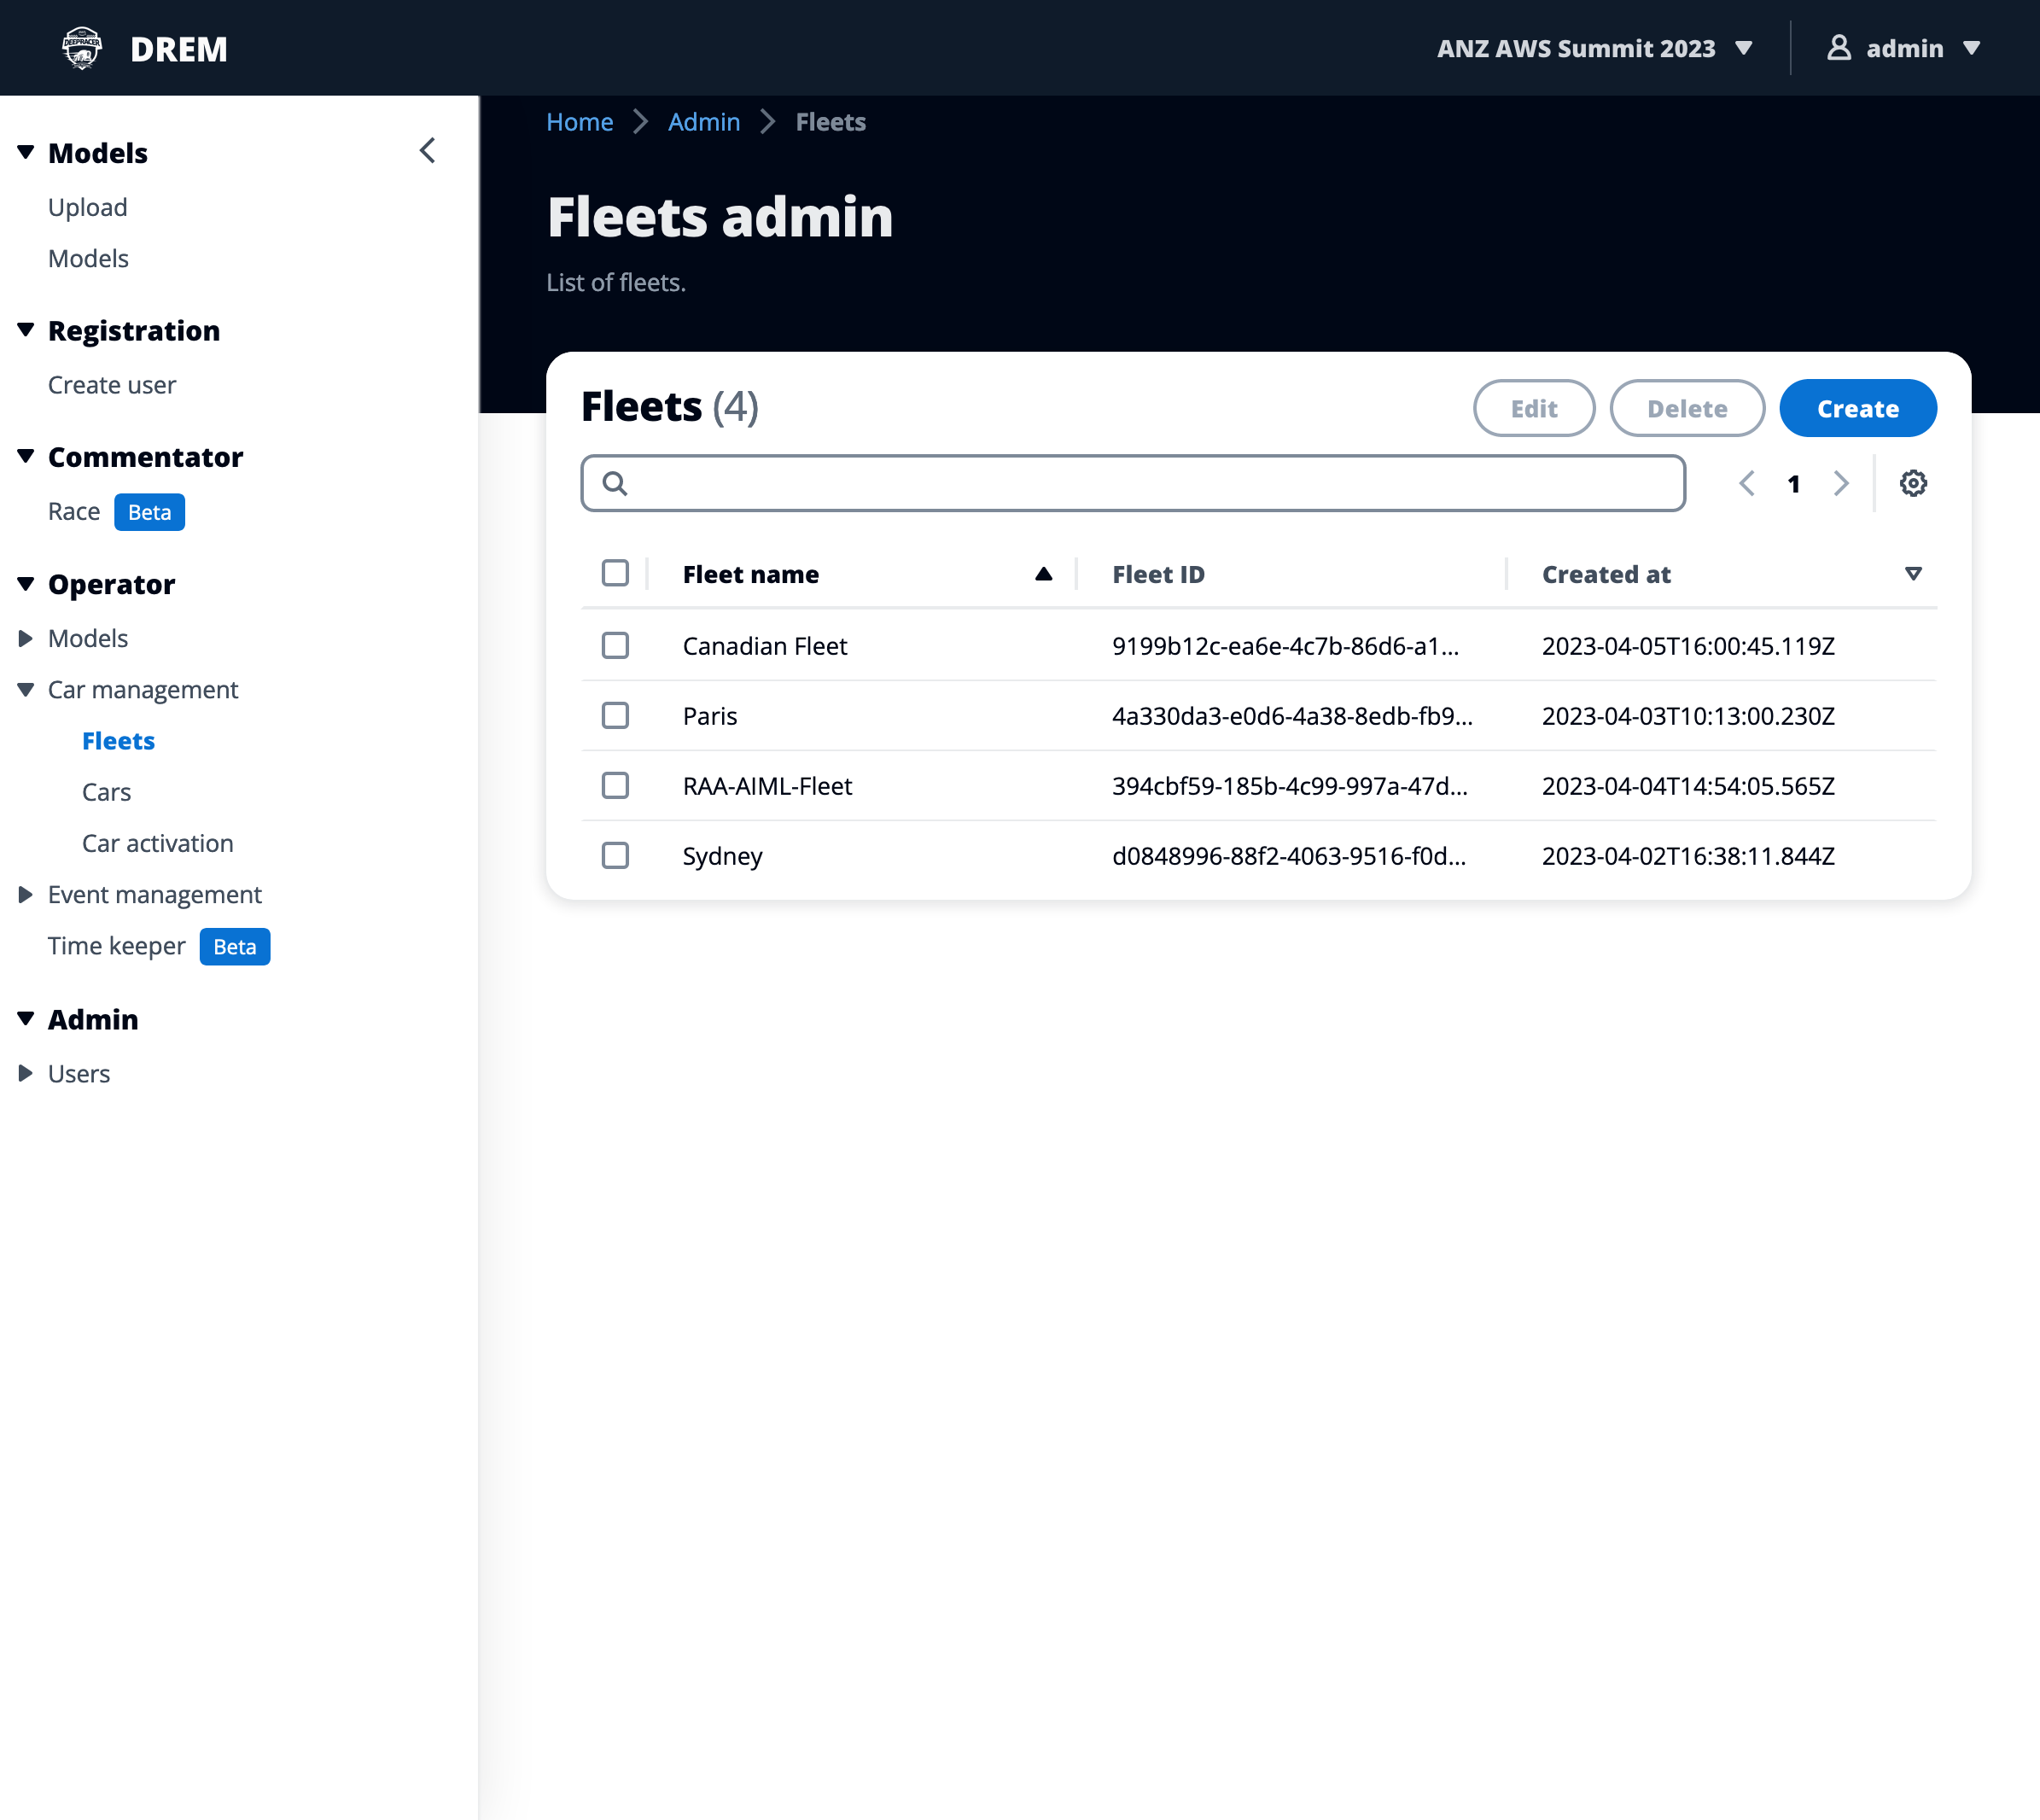 DREM
ANZ AWS Summit 2023
admin
Models
Upload
Models
Registration
Create user
Commentator
Race Beta
Operator
Models
Car management
Fleets
Cars
Car activation
Event management
Time keeper Beta
Admin
Users
Home Admin Fleets
Fleets admin
List of fleets.
Fleets (4)
Edit Delete Create
1
Fleet name Fleet ID Created at
Canadian Fleet 9199b12c-ea6e-4c7b-86d6-a1... 2023-04-05T16:00:45.119Z
Paris 4a330da3-e0d6-4a38-8edb-fb9... 2023-04-03T10:13:00.230Z
RAA-AIML-Fleet 394cbf59-185b-4c99-997a-47d... 2023-04-04T14:54:05.565Z
Sydney d0848996-88f2-4063-9516-f0d... 2023-04-02T16:38:11.844Z